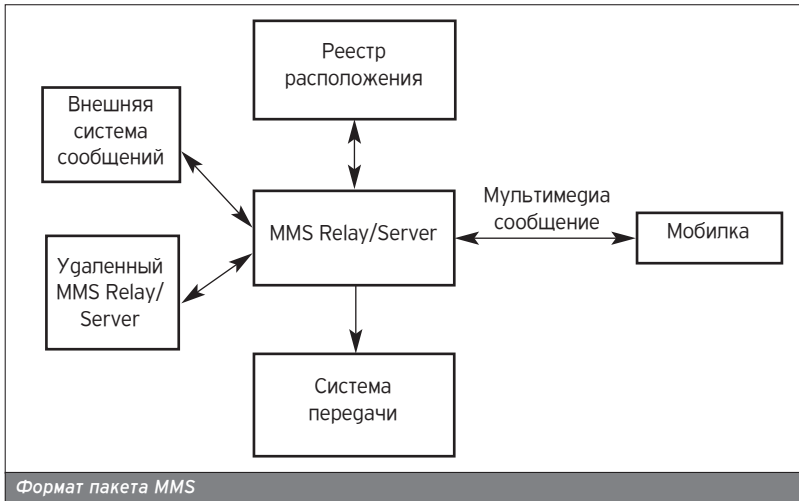 Реестр
расположения
Внешняя
система
сообщений
MMS Relay/Server
Мультимедиа
сообщение
Мобилка
Удаленный
MMS Relay/
Server
Система
передачи
Формат пакета MMS